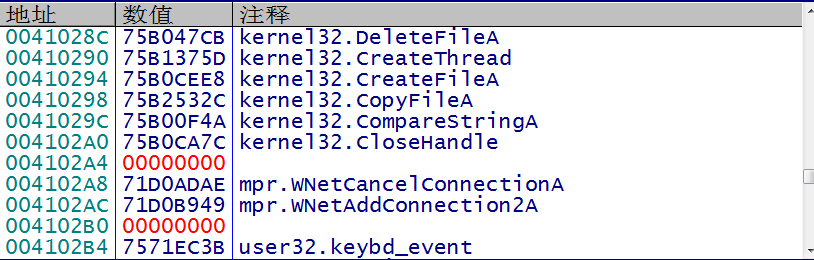 地址 数值 注释
0041028C 75B047CB kernel32.DeleteFileA
00410290 75B1375D kernel32.CreateThread
00410294 75B0CEE8 kernel32.CreateFileA
00410298 75B2532C kernel32.CopyFileA
0041029C 75B00F4A kernel32.CompareStringA
004102A0 75B0CA7C kernel32.CloseHandle
004102A4 00000000
004102A8 71D0ADAE mpr.WNetCancelConnectionA
004102AC 71D0B949 mpr.WNetAddConnection2A
004102B0 00000000
004102B4 7571EC3B user32.keybd_event